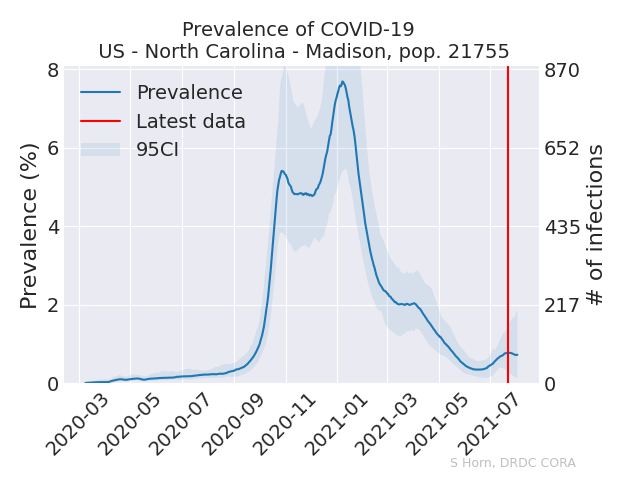 Prevalence of COVID-19
US - North Carolina - Madison, pop. 21755
Prevalence
Latest data
95CI
Prevalence (%)
8
6
4
2
0
870
652
435
217
0
# of infections
2020-03
2020-05
2020-07
2020-09
2020-11
2021-01
2021-03
2021-05
2021-07
S Horn, DRDC CORA